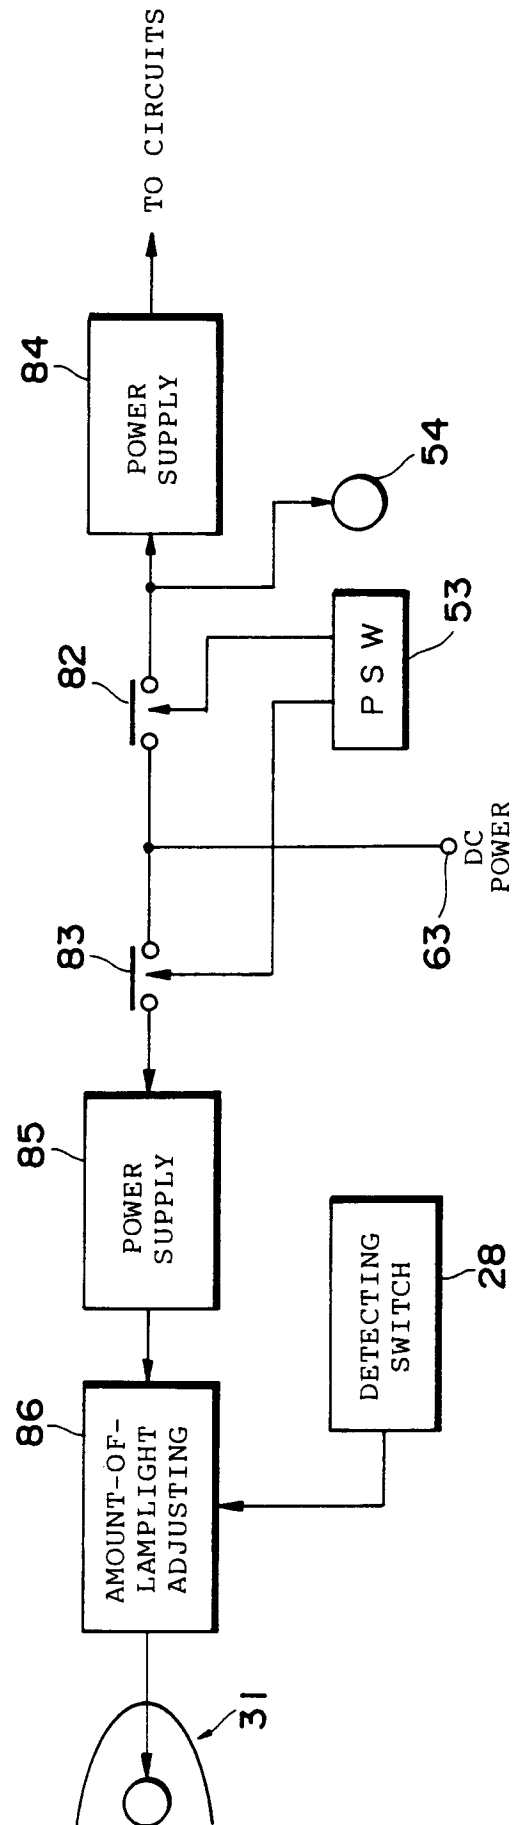 31
86
AMOUNT-OF-
LAMPLIGHT
ADJUSTING
85
POWER
SUPPLY
83
82
84
POWER
SUPPLY
TO CIRCUITS
28
DETECTING
SWITCH
63
DC
POWER
53
PSW
54